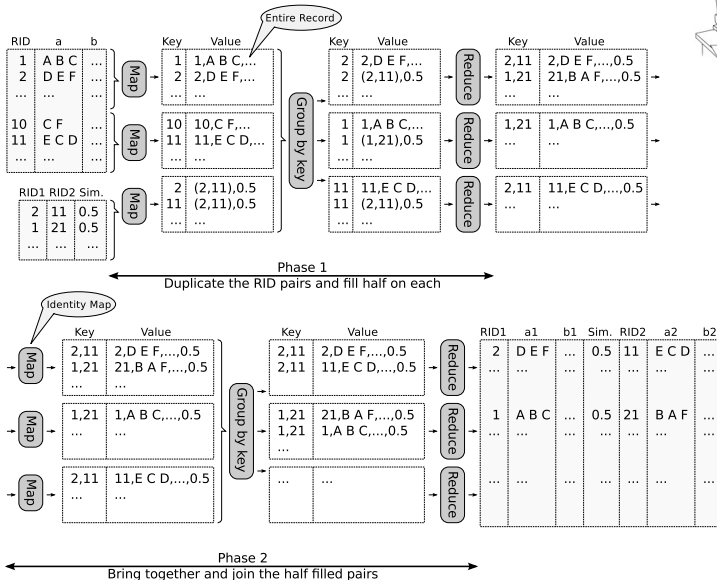 Entire Record
RID a b Key Value Key Value Key Value
1 A B C ... Map 1 1,A B C,... 2 2,D E F,... Reduce 2,11 2,D E F,...,0.5
2 D E F ... 2 2,D E F,... 2 (2,11),0.5 1,21 21,B A F,...,0.5
... ... ... ... ... ... ... ...
Group by key
10 C F ... Map 10 10,C F,... 1 1,A B C,... Reduce 1,21 1,A B C,...,0.5
11 E C D ... 11 11,E C D,... 1 (1,21),0.5 ... ...
... ... ... ... ... ... ...
RID1 RID2 Sim. Map 2 (2,11),0.5 11 11,E C D,... Reduce 2,11 11,E C D,...,0.5
2 11 0.5 11 (2,11),0.5 11 (2,11),0.5 ... ...
1 21 0.5 ... ... ... ...
... ... ...
Phase 1
Duplicate the RID pairs and fill half on each
Identity Map
Key Value Key Value RID1 a1 b1 Sim. RID2 a2 b2
Map 2,11 2,D E F,...,0.5 2,11 2,D E F,...,0.5 Reduce 2 D E F ... 0.5 11 E C D ...
1,21 21,B A F,...,0.5 2,11 11,E C D,...,0.5 ... ... ... ... ... ... ...
... ...
Group by key
Map 1,21 1,A B C,...,0.5 1,21 21,B A F,...,0.5 Reduce 1 A B C ... 0.5 21 B A F ...
... ... 1,21 1,A B C,...,0.5 ... ... ... ... ... ... ...
...
Map 2,11 11,E C D,...,0.5 ... ... Reduce
... ... ... ... ... ... ... ... ...
Phase 2
Bring together and join the half filled pairs